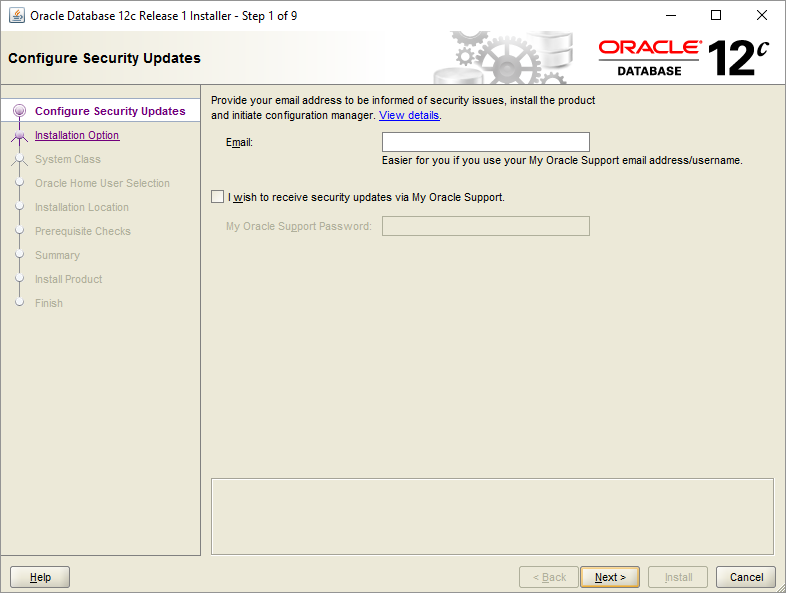 Oracle Database 12c Release 1 Installer - Step 1 of 9
Configure Security Updates
ORACLE®
DATABASE
12c
Configure Security Updates
Installation Option
System Class
Oracle Home User Selection
Installation Location
Prerequisite Checks
Summary
Install Product
Finish
Provide your email address to be informed of security issues, install the product
and initiate configuration manager. View details.
Email:
Easier for you if you use your My Oracle Support email address/username.
I wish to receive security updates via My Oracle Support.
My Oracle Support Password:
Help
< Back
Next >
Install
Cancel